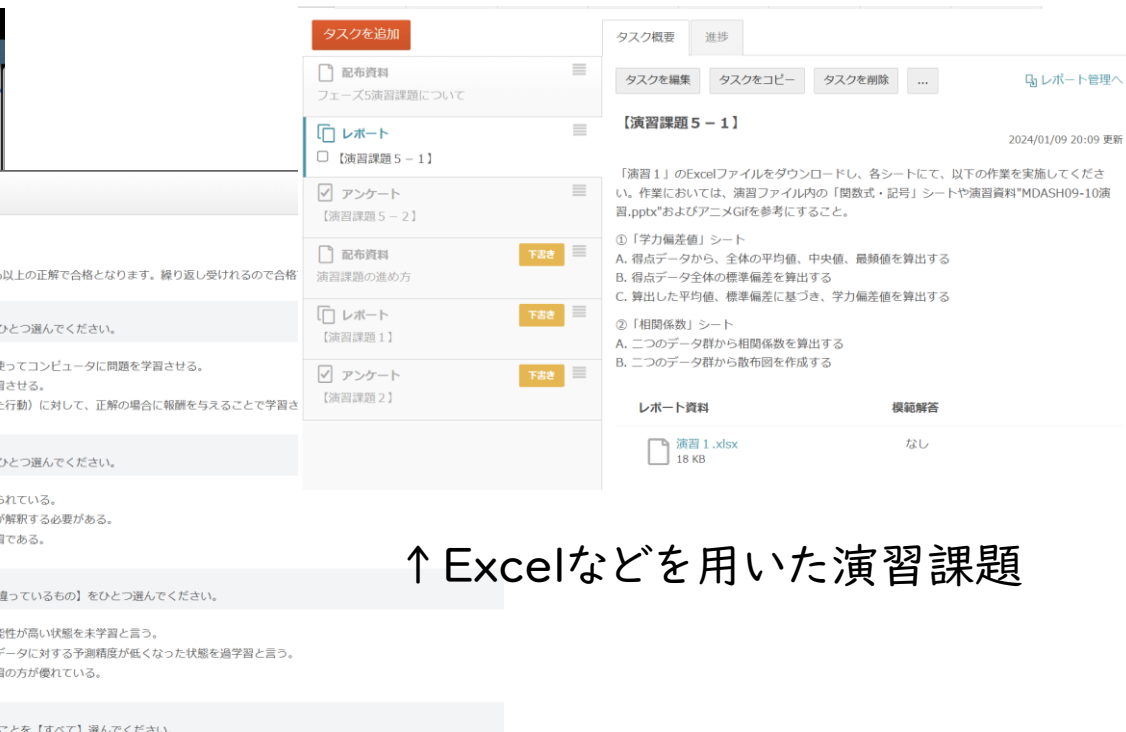 タスクを追加
配布資料
フェーズ5演習課題について
レポート
【演習課題5－1】
アンケート
【演習課題5－2】
配布資料
下書き
演習課題の進め方
レポート
下書き
【演習課題1】
アンケート
下書き
【演習課題2】
タスク概要
進捗
タスクを編集
タスクをコピー
タスクを削除
...
レポート管理へ
【演習課題5－1】
2024/01/09 20:09 更新
「演習1」のExcelファイルをダウンロードし、各シートにて、以下の作業を実施してくださ
い。作業においては、演習ファイル内の「関数式・記号」シートや演習資料"MDASH09-10演
習.pptx"およびアニメGifを参考にすること。
①「学力偏差値」シート
A. 得点データから、全体の平均値、中央値、最頻値を算出する
B. 得点データ全体の標準偏差を算出する
C. 算出した平均値、標準偏差に基づき、学力偏差値を算出する
②「相関係数」シート
A. 二つのデータ群から相関係数を算出する
B. 二つのデータ群から散布図を作成する
レポート資料
模範解答
演習1.xlsx
18 KB
なし
以上の正解で合格となります。繰り返し受けれるので合格
ひとつ選んでください。
使ってコンピュータに問題を学習させる。
習させる。
た行動）に対して、正解の場合に報酬を与えることで学習さ
ひとつ選んでください。
られている。
が解釈する必要がある。
習である。
違っているもの】をひとつ選んでください。
能性が高い状態を未学習と言う。
データに対する予測精度が低くなった状態を過学習と言う。
習の方が優れている。
ことを【すべて】選んでください
↑Excelなどを用いた演習課題